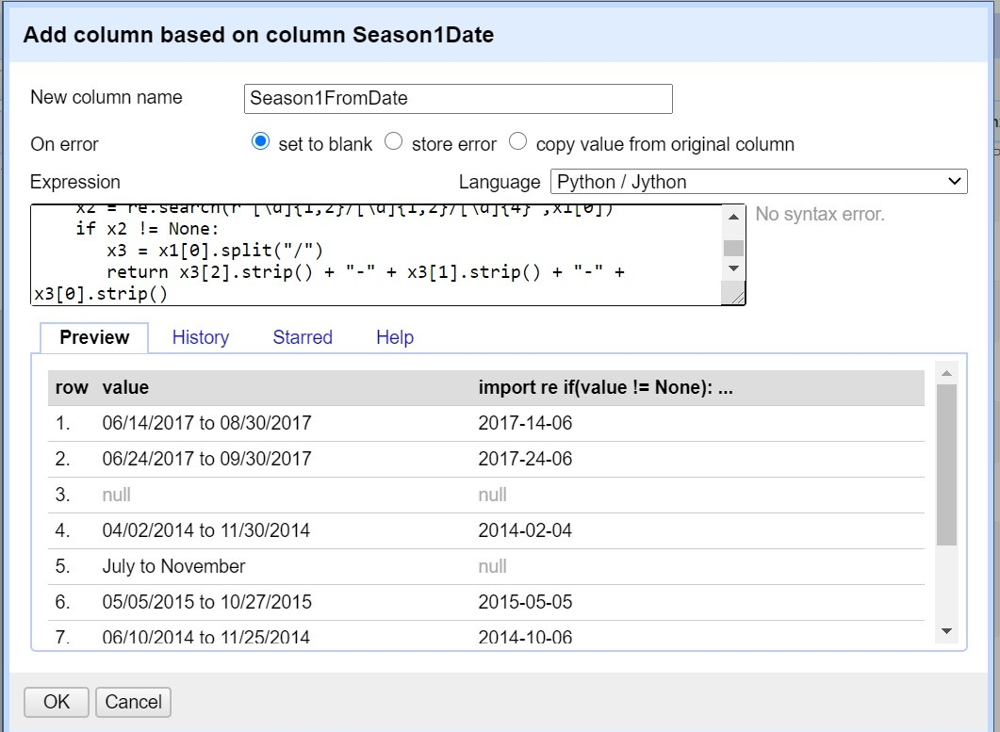 Add column based on column Season1Date
New column name Season1FromDate
On error set to blank store error copy value from original column
Expression Language Python / Jython
x2 = re.search(r'[\d]{1,2}/[\d]{1,2}/[\d]{4}',x1[0]) No syntax error.
if x2 != None:
x3 = x1[0].split("/")
return x3[2].strip() + "-" + x3[1].strip() + "-" +
x3[0].strip()
Preview History Starred Help
row value import re if(value != None): ...
1. 06/14/2017 to 08/30/2017 2017-14-06
2. 06/24/2017 to 09/30/2017 2017-24-06
3. null null
4. 04/02/2014 to 11/30/2014 2014-02-04
5. July to November null
6. 05/05/2015 to 10/27/2015 2015-05-05
7. 06/10/2014 to 11/25/2014 2014-10-06
OK Cancel